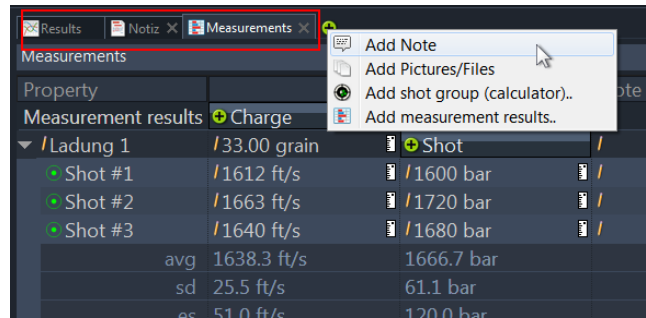 Results Notiz Measurements
Add Note
Measurements
Add Pictures/Files
Property
Add shot group (calculator)..
Measurement results Charge
Add measurement results..
Ladung 1 33.00 grain Shot
Shot #1 1612 ft/s 1600 bar
Shot #2 1663 ft/s 1720 bar
Shot #3 1640 ft/s 1680 bar
avg 1638.3 ft/s 1666.7 bar
sd 25.5 ft/s 61.1 bar
es 51.0 ft/s 120.0 bar